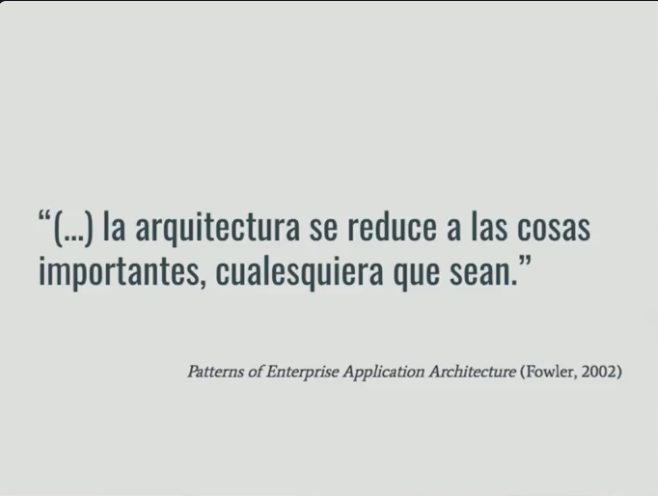 “(...) la arquitectura se reduce a las cosas
importantes, cualesquiera que sean.”
Patterns of Enterprise Application Architecture (Fowler, 2002)